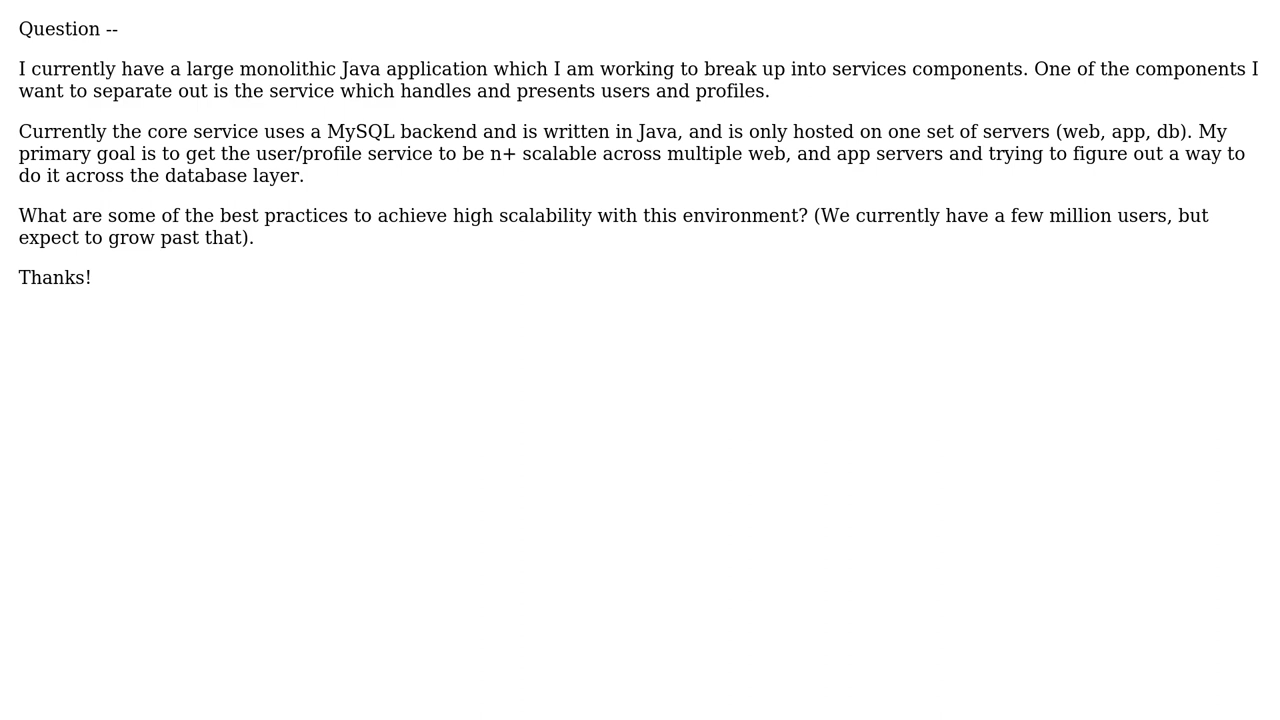 Question --
I currently have a large monolithic Java application which I am working to break up into services components. One of the components I
want to separate out is the service which handles and presents users and profiles.
Currently the core service uses a MySQL backend and is written in Java, and is only hosted on one set of servers (web, app, db). My
primary goal is to get the user/profile service to be n+ scalable across multiple web, and app servers and trying to figure out a way to
do it across the database layer.
What are some of the best practices to achieve high scalability with this environment? (We currently have a few million users, but
expect to grow past that).
Thanks!